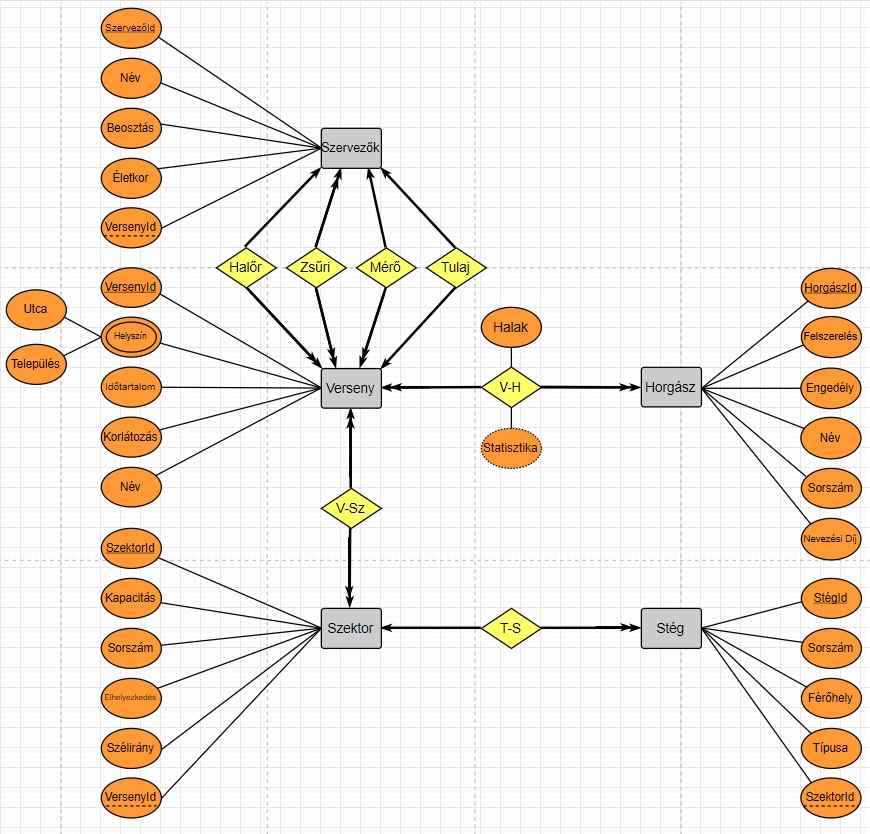 SzervezőId
Név
Beosztás
Szervezők
Életkor
VersenyId
Halőr
Zsűri
Mérő
Tulaj
VersenyId
Utca
Helyszín
Település
Időtartalom
Korlátozás
Név
Verseny
Halak
V-H
Statisztika
Horgász
HorgászId
Felszerelés
Engedély
Név
Sorszám
Nevezési Díj
V-Sz
SzektorId
Kapacitás
Sorszám
Elhelyezkedés
Szélirány
VersenyId
Szektor
T-S
Stég
StégId
Sorszám
Férőhely
Típusa
SzektorId